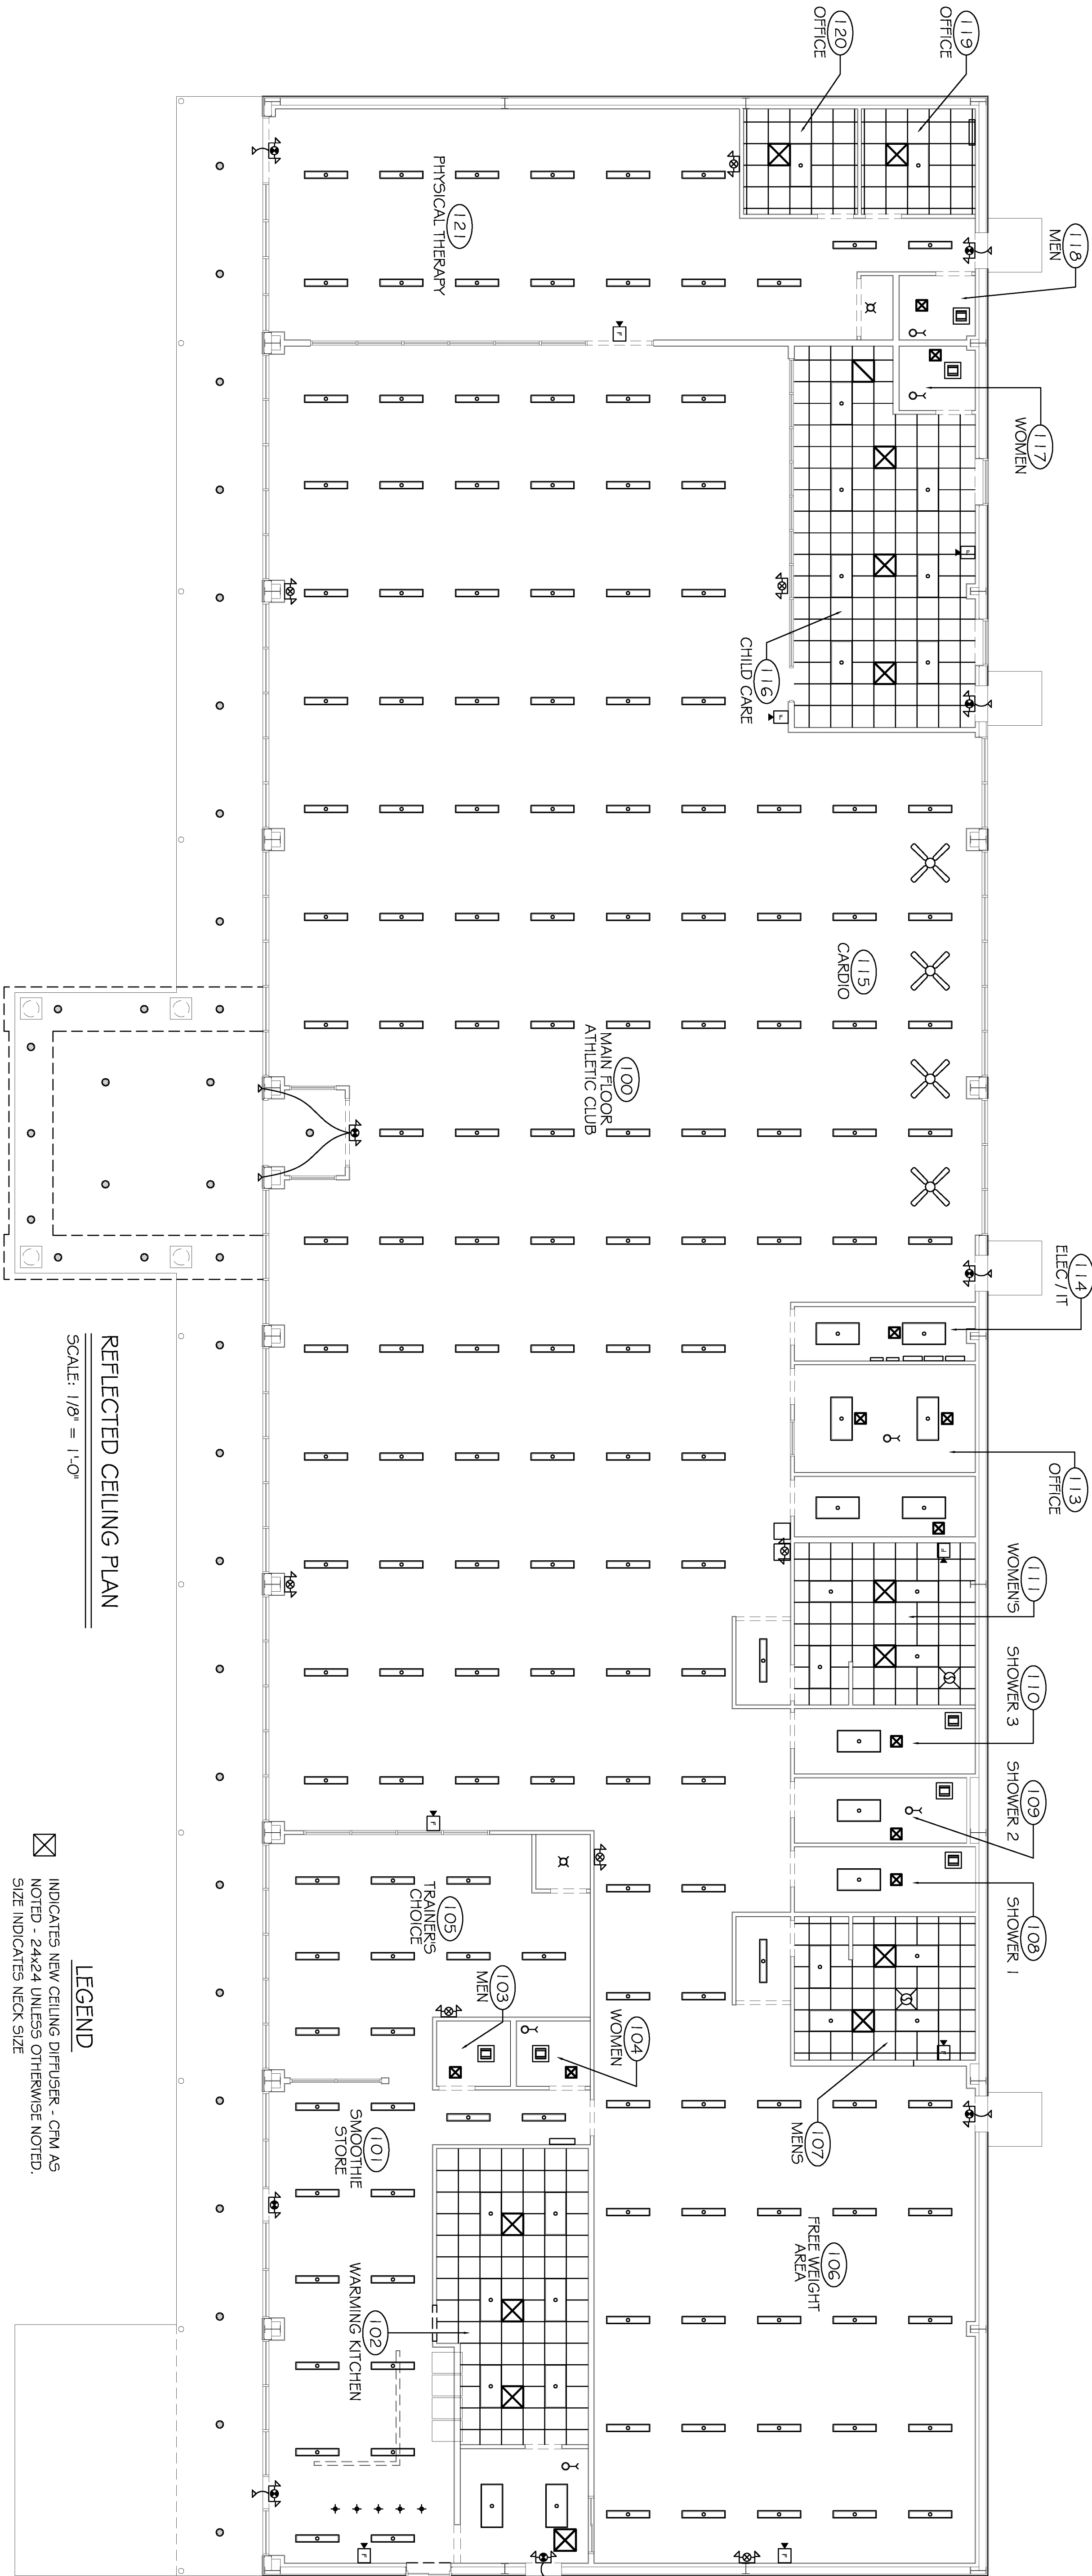 119
OFFICE
120
OFFICE
118
MEN
117
WOMEN
121
PHYSICAL THERAPY
116
CHILD CARE
115
CARDIO
100
MAIN FLOOR
ATHLETIC CLUB
114
ELEC / IT
113
OFFICE
111
WOMEN'S
110
SHOWER 3
109
SHOWER 2
108
SHOWER 1
107
MENS
106
FREE WEIGHT
AREA
105
TRAINER'S
CHOICE
104
WOMEN
103
MEN
101
SMOOTHIE
STORE
102
WARMING KITCHEN
F
F
F
F
F
F
F
F
REFLECTED CEILING PLAN
SCALE: 1/8" = 1'-0"
LEGEND
INDICATES NEW CEILING DIFFUSER - CFM AS
NOTED - 24x24 UNLESS OTHERWISE NOTED.
SIZE INDICATES NECK SIZE